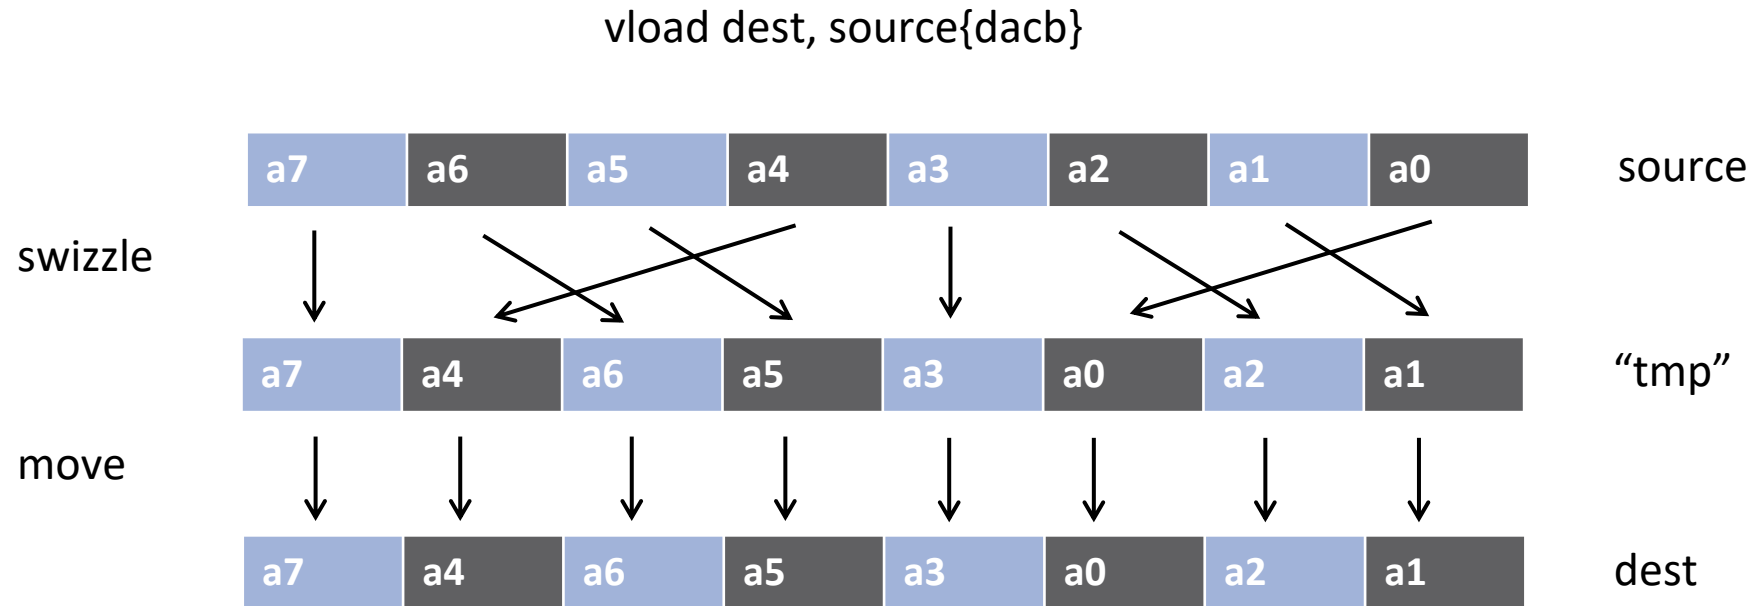 vload dest, source{dacb}
a7 a6 a5 a4 a3 a2 a1 a0 source
swizzle
a7 a4 a6 a5 a3 a0 a2 a1 “tmp”
move
a7 a4 a6 a5 a3 a0 a2 a1 dest